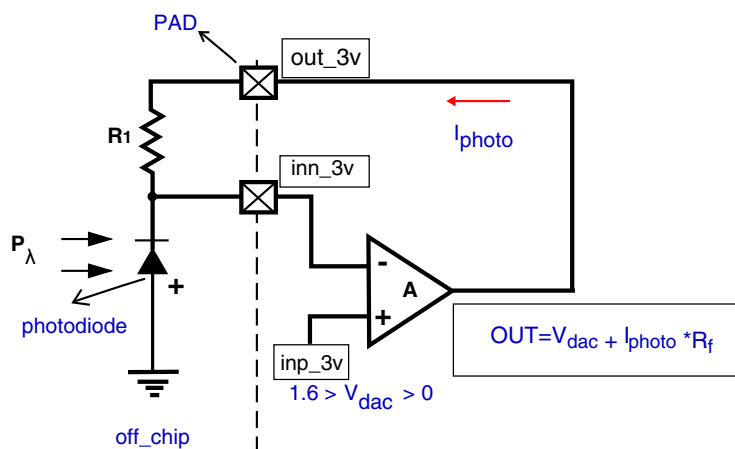 PAD
out_3v
R1
Iphoto
inn_3v
Pλ
-
A
+
+
photodiode
OUT=Vdac + Iphoto *Rf
inp_3v
1.6 > Vdac > 0
off_chip